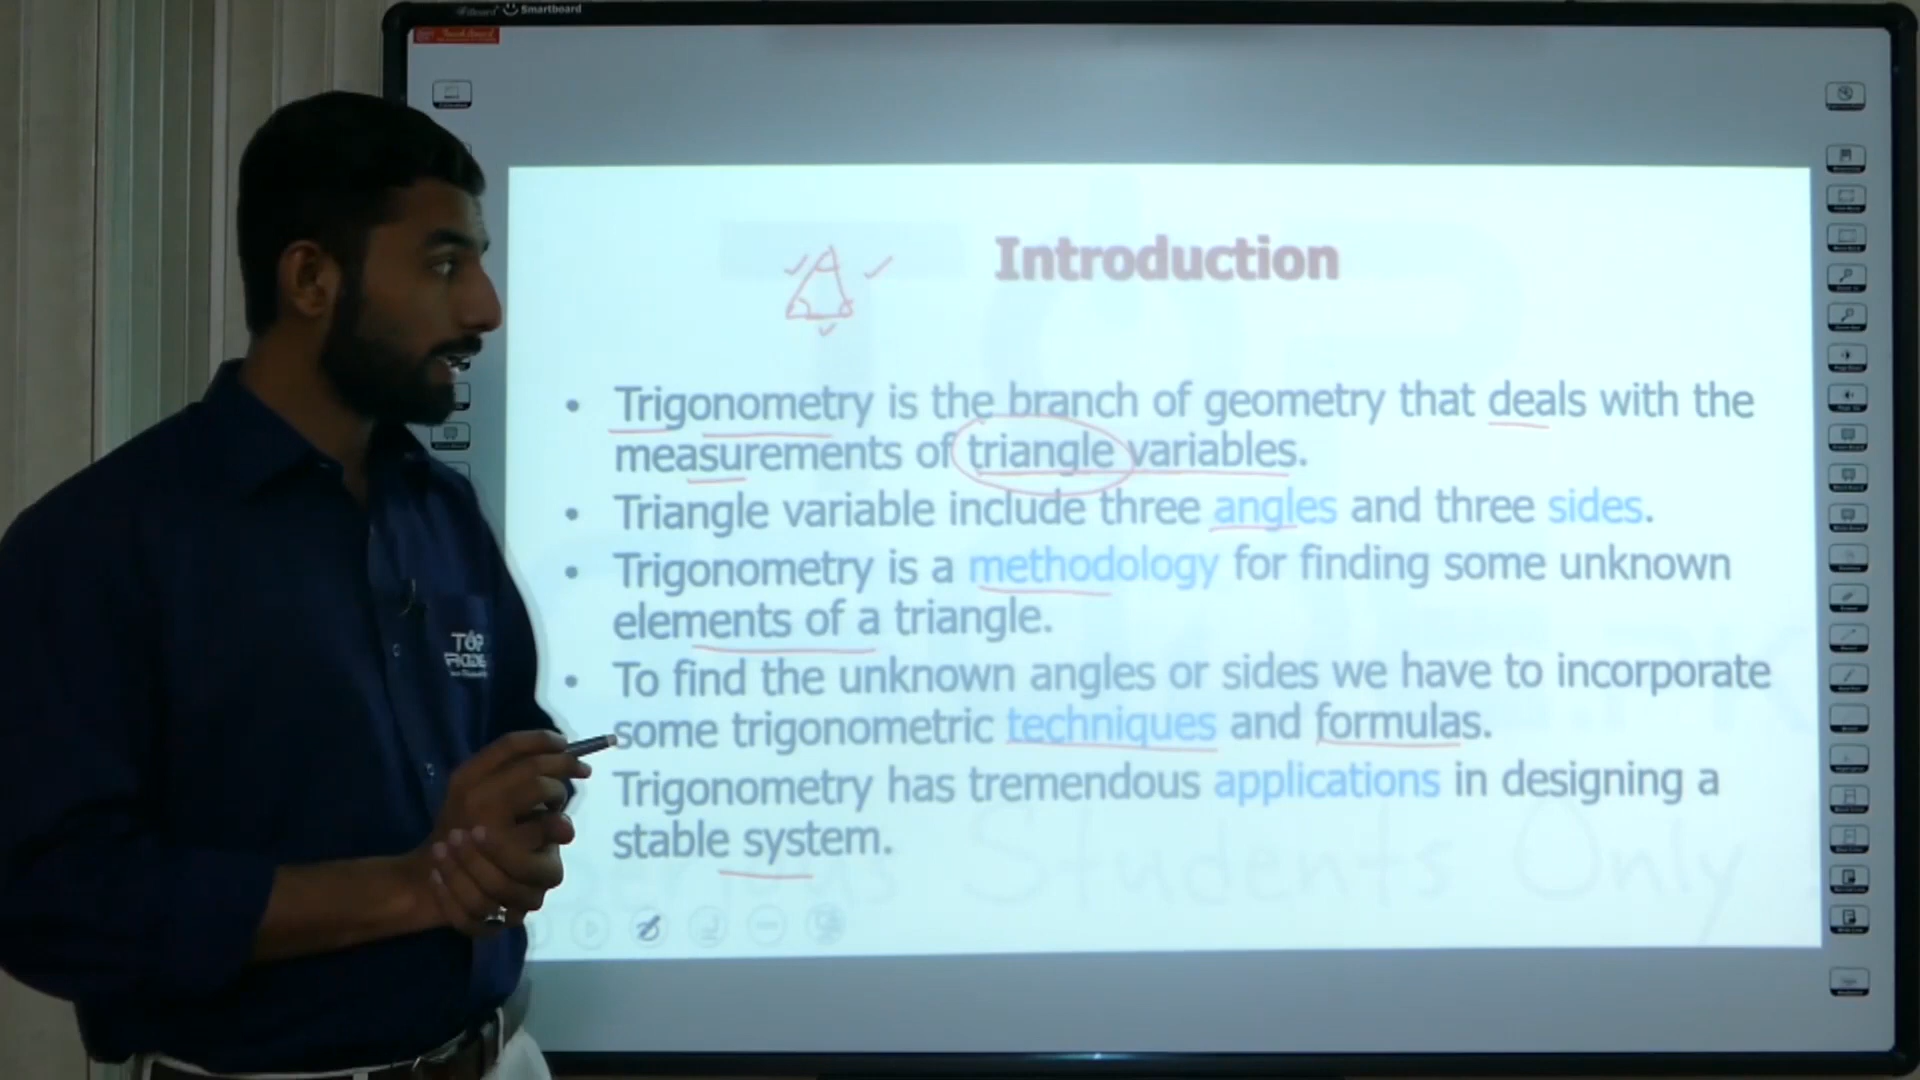 Smartboard
Introduction
• Trigonometry is the branch of geometry that deals with the
measurements of triangle variables.
• Triangle variable include three angles and three sides.
• Trigonometry is a methodology for finding some unknown
elements of a triangle.
• To find the unknown angles or sides we have to incorporate
some trigonometric techniques and formulas.
Trigonometry has tremendous applications in designing a
stable system.
Students Only
TOP